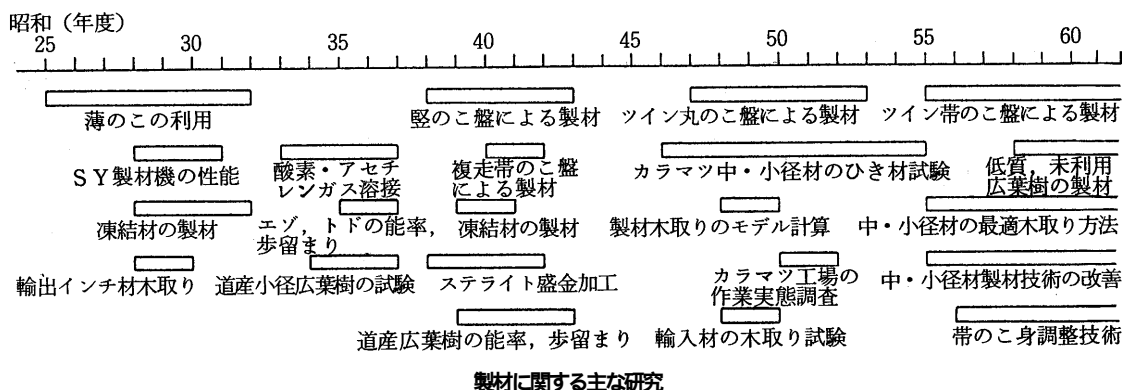 昭和（年度）
25 30 35 40 45 50 55 60
薄のこの利用 竪のこ盤による製材 ツイン丸のこ盤による製材 ツイン帯のこ盤による製材
ＳＹ製材機の性能 酸素・アセチ
レンガス溶接 複走帯のこ盤
による製材 カラマツ中・小径材のひき材試験 低質，未利用
広葉樹の製材
凍結材の製材 エゾ，トドの能率，
歩留まり 凍結材の製材 製材木取りのモデル計算 中・小径材の最適木取り方法
輸出インチ材木取り 道産小径広葉樹の試験 ステライト盛金加工 カラマツ工場の
作業実態調査 中・小径材製材技術の改善
道産広葉樹の能率，歩留まり 輸入材の木取り試験 帯のこ身調整技術
製材に関する主な研究